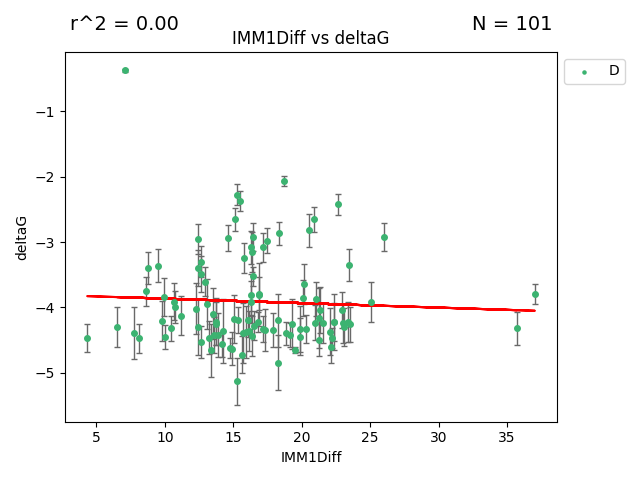 r^2 = 0.00
N = 101
IMM1Diff vs deltaG
D
deltaG
−1
−2
−3
−4
−5
5 10 15 20 25 30 35
IMM1Diff